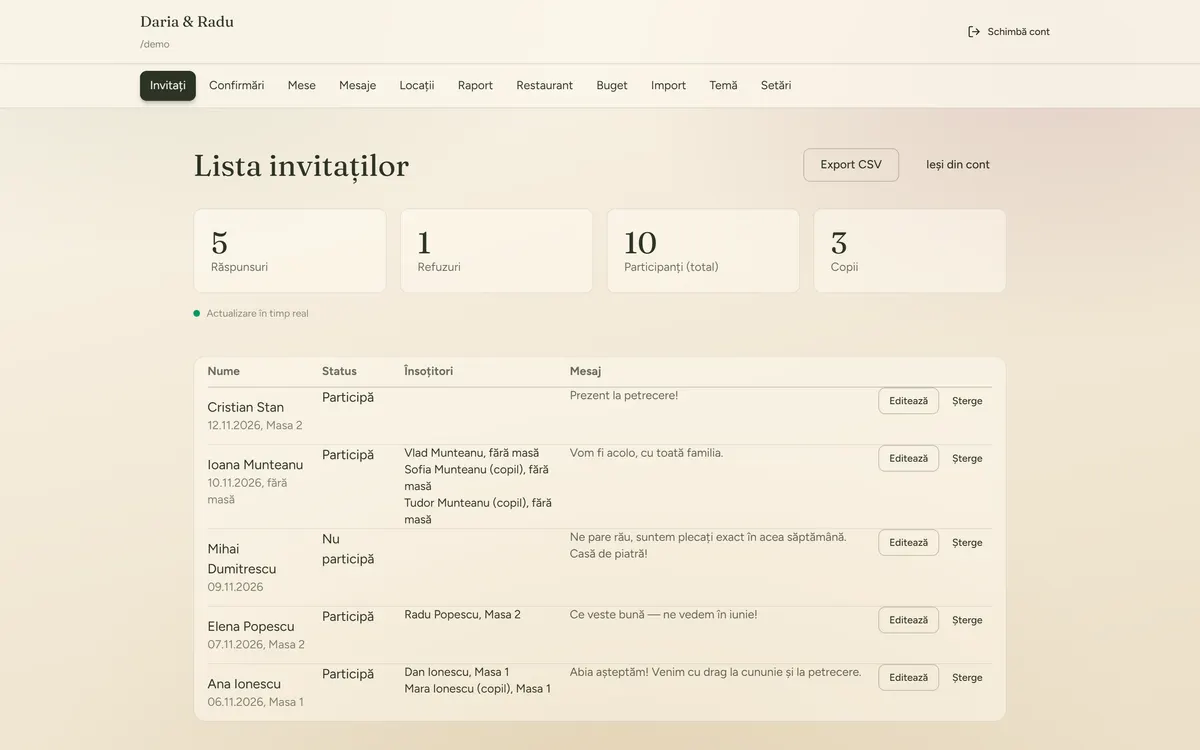 Daria & Radu
/demo
Schimbă cont
Invitați
Confirmări
Mese
Mesaje
Locații
Raport
Restaurant
Buget
Import
Temă
Setări
Lista invitaților
Export CSV
Ieși din cont
5
Răspunsuri
1
Refuzuri
10
Participanți (total)
3
Copii
Actualizare în timp real
Nume
Status
Însoțitori
Mesaj
Cristian Stan
12.11.2026, Masa 2
Participă
Prezent la petrecere!
Editează
Șterge
Ioana Munteanu
10.11.2026, fără
masă
Participă
Vlad Munteanu, fără masă
Sofia Munteanu (copil), fără
masă
Tudor Munteanu (copil), fără
masă
Vom fi acolo, cu toată familia.
Editează
Șterge
Mihai
Dumitrescu
09.11.2026
Nu
participă
Ne pare rău, suntem plecați exact în acea săptămână.
Casă de piatră!
Editează
Șterge
Elena Popescu
07.11.2026, Masa 2
Participă
Radu Popescu, Masa 2
Ce veste bună — ne vedem în iunie!
Editează
Șterge
Ana Ionescu
06.11.2026, Masa 1
Participă
Dan Ionescu, Masa 1
Mara Ionescu (copil), Masa 1
Abia așteptăm! Venim cu drag la cununie și la petrecere.
Editează
Șterge